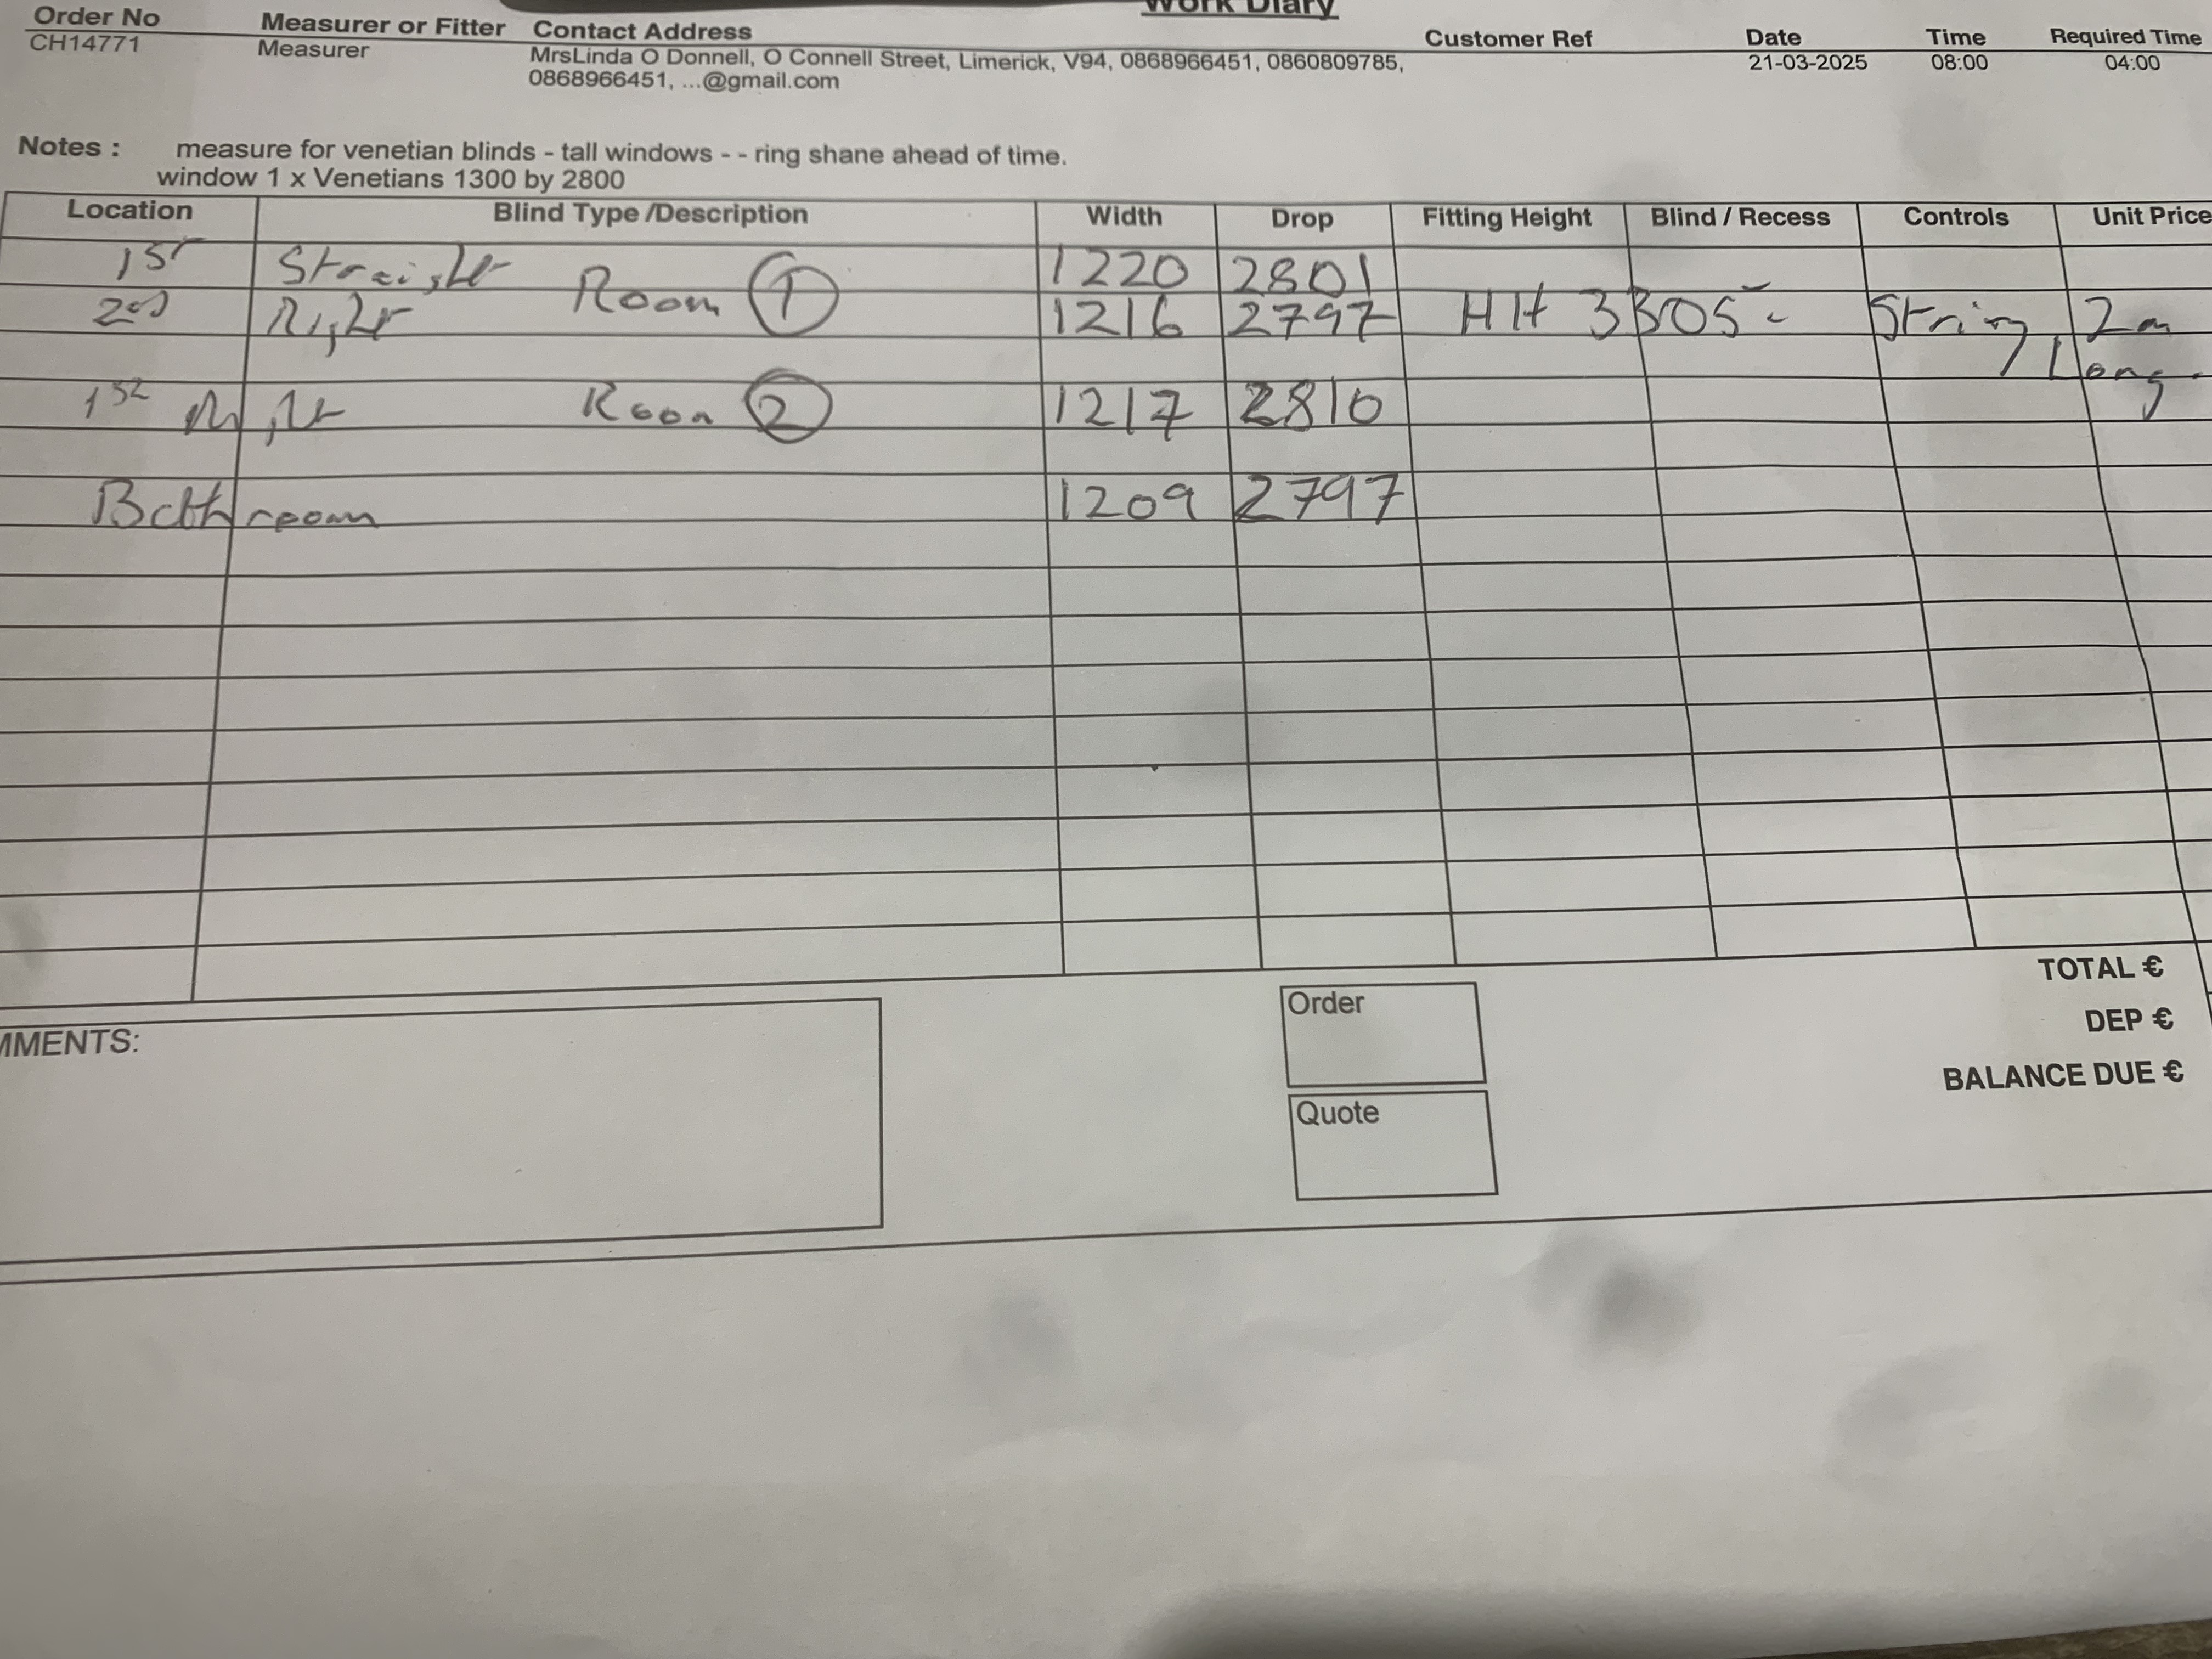 Work Diary
Order No Measurer or Fitter Contact Address Customer Ref Date Time Required Time
CH14771 Measurer MrsLinda O Donnell, O Connell Street, Limerick, V94, 0868966451, 0860809785, 21-03-2025 08:00 04:00
0868966451, ...@gmail.com
Notes : measure for venetian blinds - tall windows - - ring shane ahead of time.
window 1 x Venetians 1300 by 2800
Location Blind Type /Description Width Drop Fitting Height Blind / Recess Controls Unit Price
1st Straight Room 1 1220 2801
2nd Right 1216 2797 HH 3305 - String 2m
Long.
1st Right Room 2 1217 2810
Bathroom 1209 2797
MMENTS:
Order
Quote
TOTAL €
DEP €
BALANCE DUE €